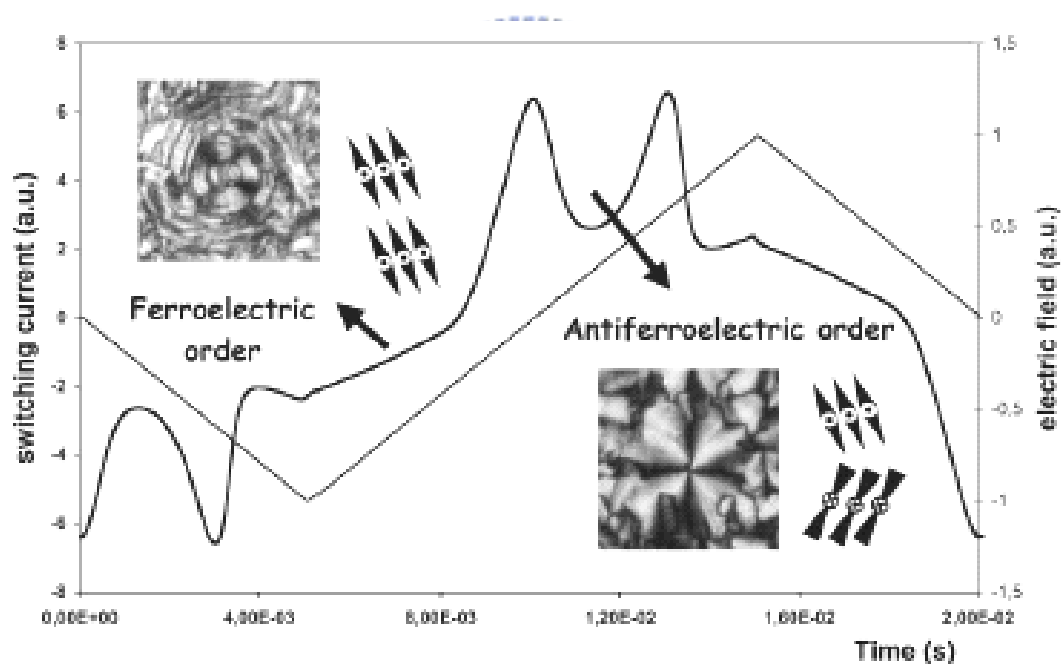 8
6
4
2
0
-2
-4
-6
-8
switching current (a.u.)
Ferroelectric
order
Antiferroelectric order
1,5
1
0,5
0
-0,5
-1
-1,5
electric field (a.u.)
0,00E+00 4,00E-03 8,00E-03 1,20E-02 1,60E-02 2,00E-02
Time (s)